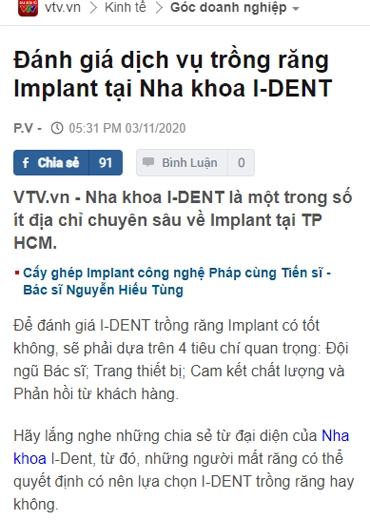 vtv.vn > Kinh tế > Góc doanh nghiệp
Đánh giá dịch vụ trồng răng
Implant tại Nha khoa I-DENT
P.V - 05:31 PM 03/11/2020
f Chia sẻ 91 Bình Luận 0
VTV.vn - Nha khoa I-DENT là một trong số
ít địa chỉ chuyên sâu về Implant tại TP
HCM.
Cấy ghép Implant công nghệ Pháp cùng Tiến sĩ -
Bác sĩ Nguyễn Hiếu Tùng
Để đánh giá I-DENT trồng răng Implant có tốt
không, sẽ phải dựa trên 4 tiêu chí quan trọng: Đội
ngũ Bác sĩ; Trang thiết bị; Cam kết chất lượng và
Phản hồi từ khách hàng.
Hãy lắng nghe những chia sẻ từ đại diện của Nha
khoa I-Dent, từ đó, những người mất răng có thể
quyết định có nên lựa chọn I-DENT trồng răng hay
không.